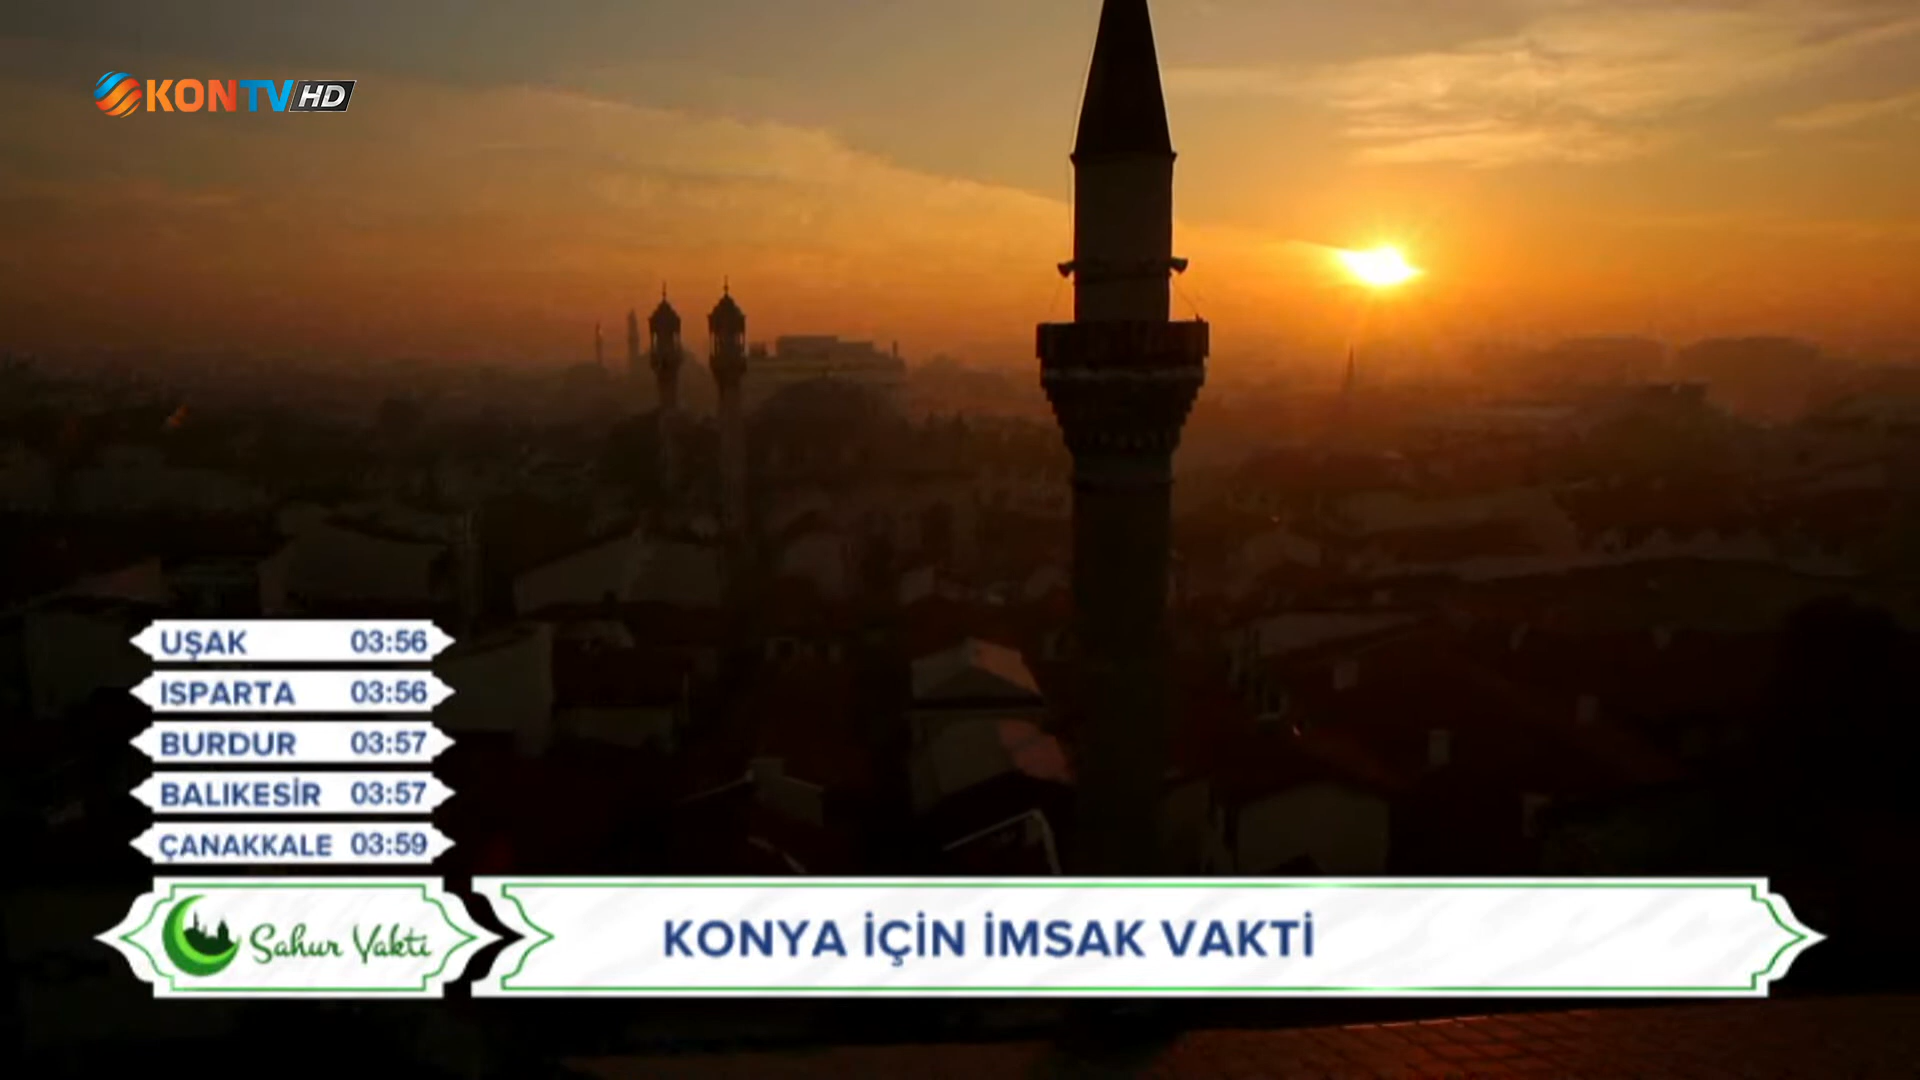 KONTV HD
UŞAK 03:56
ISPARTA 03:56
BURDUR 03:57
BALIKESİR 03:57
ÇANAKKALE 03:59
Sahur Vakti
KONYA İÇİN İMSAK VAKTİ